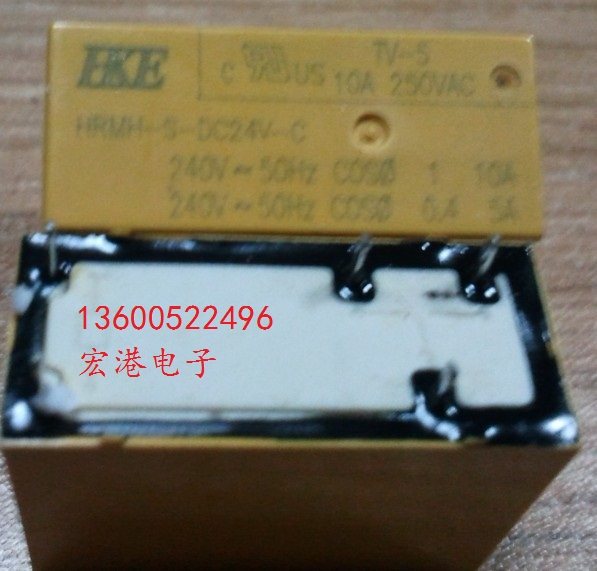 HKE
c US TV-5
10A 250VAC
HRMH-S-DC24V-C
240V~50Hz COSØ 1 10A
240V~50Hz COSØ 0.4 5A
13600522496
宏港电子